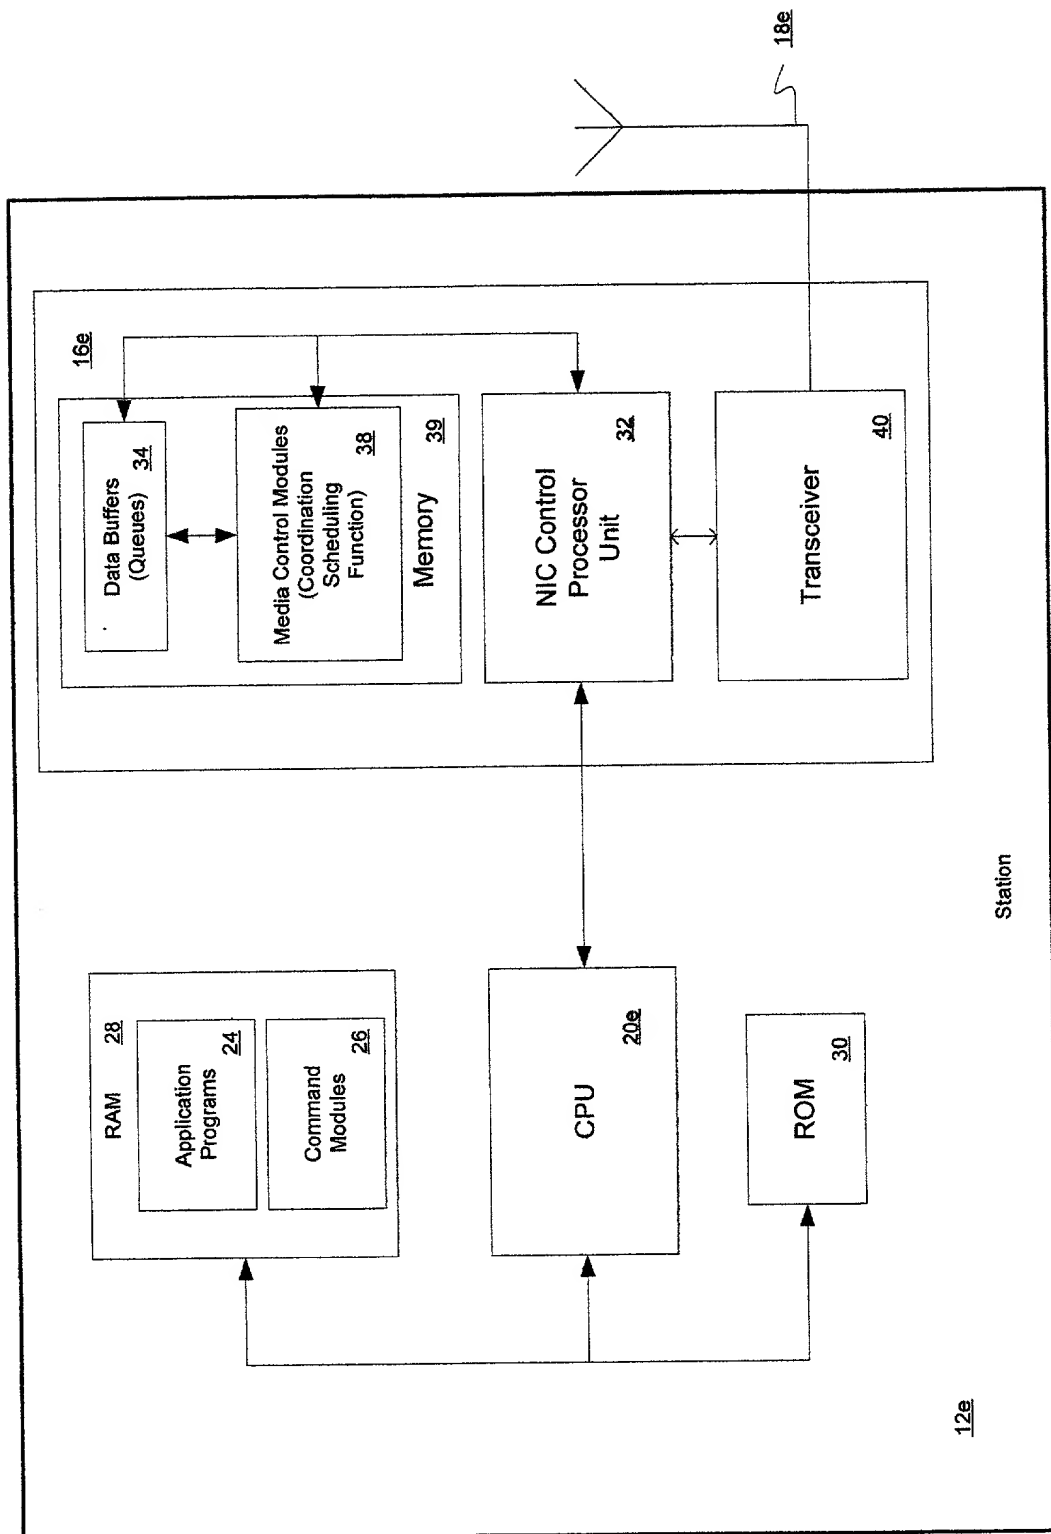 RAM
28
Application
Programs
24
Command
Modules
26
CPU
20e
ROM
30
16e
Data Buffers
(Queues)
34
Media Control Modules
(Coordination
Scheduling
Function)
38
Memory
39
NIC Control
Processor
Unit
32
Transceiver
40
18e
Station
12e